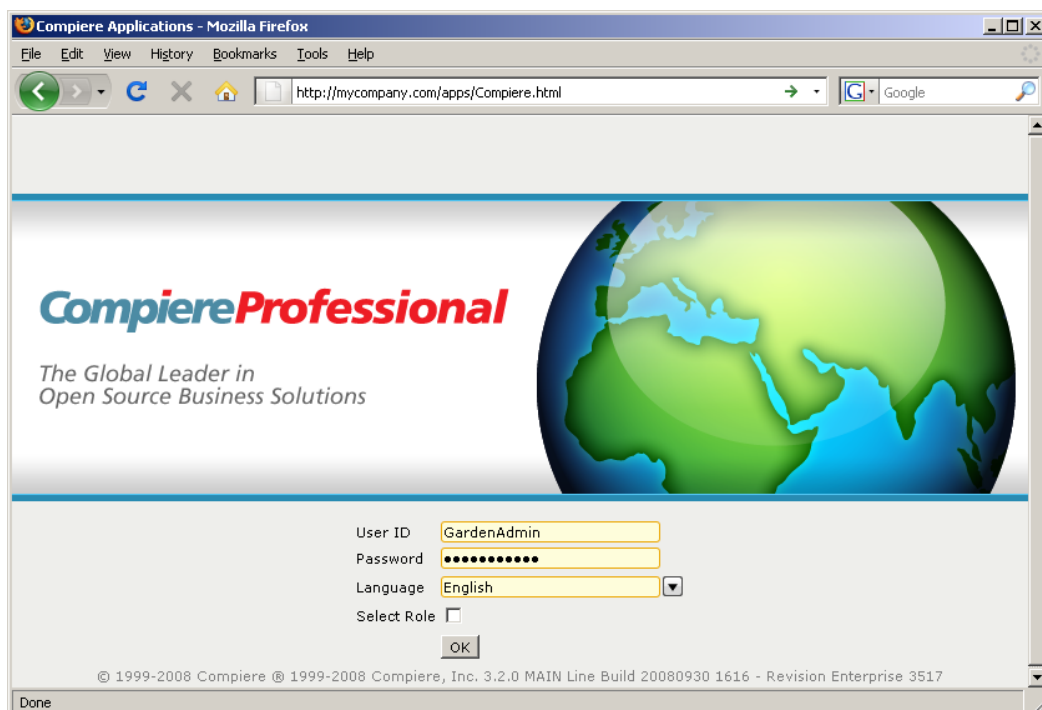 Compiere Applications - Mozilla Firefox
File Edit View History Bookmarks Tools Help
http://mycompany.com/apps/Compiere.html
G Google
CompiereProfessional
The Global Leader in
Open Source Business Solutions
User ID GardenAdmin
Password ●●●●●●●●●●●
Language English
Select Role
OK
© 1999-2008 Compiere ® 1999-2008 Compiere, Inc. 3.2.0 MAIN Line Build 20080930 1616 - Revision Enterprise 3517
Done